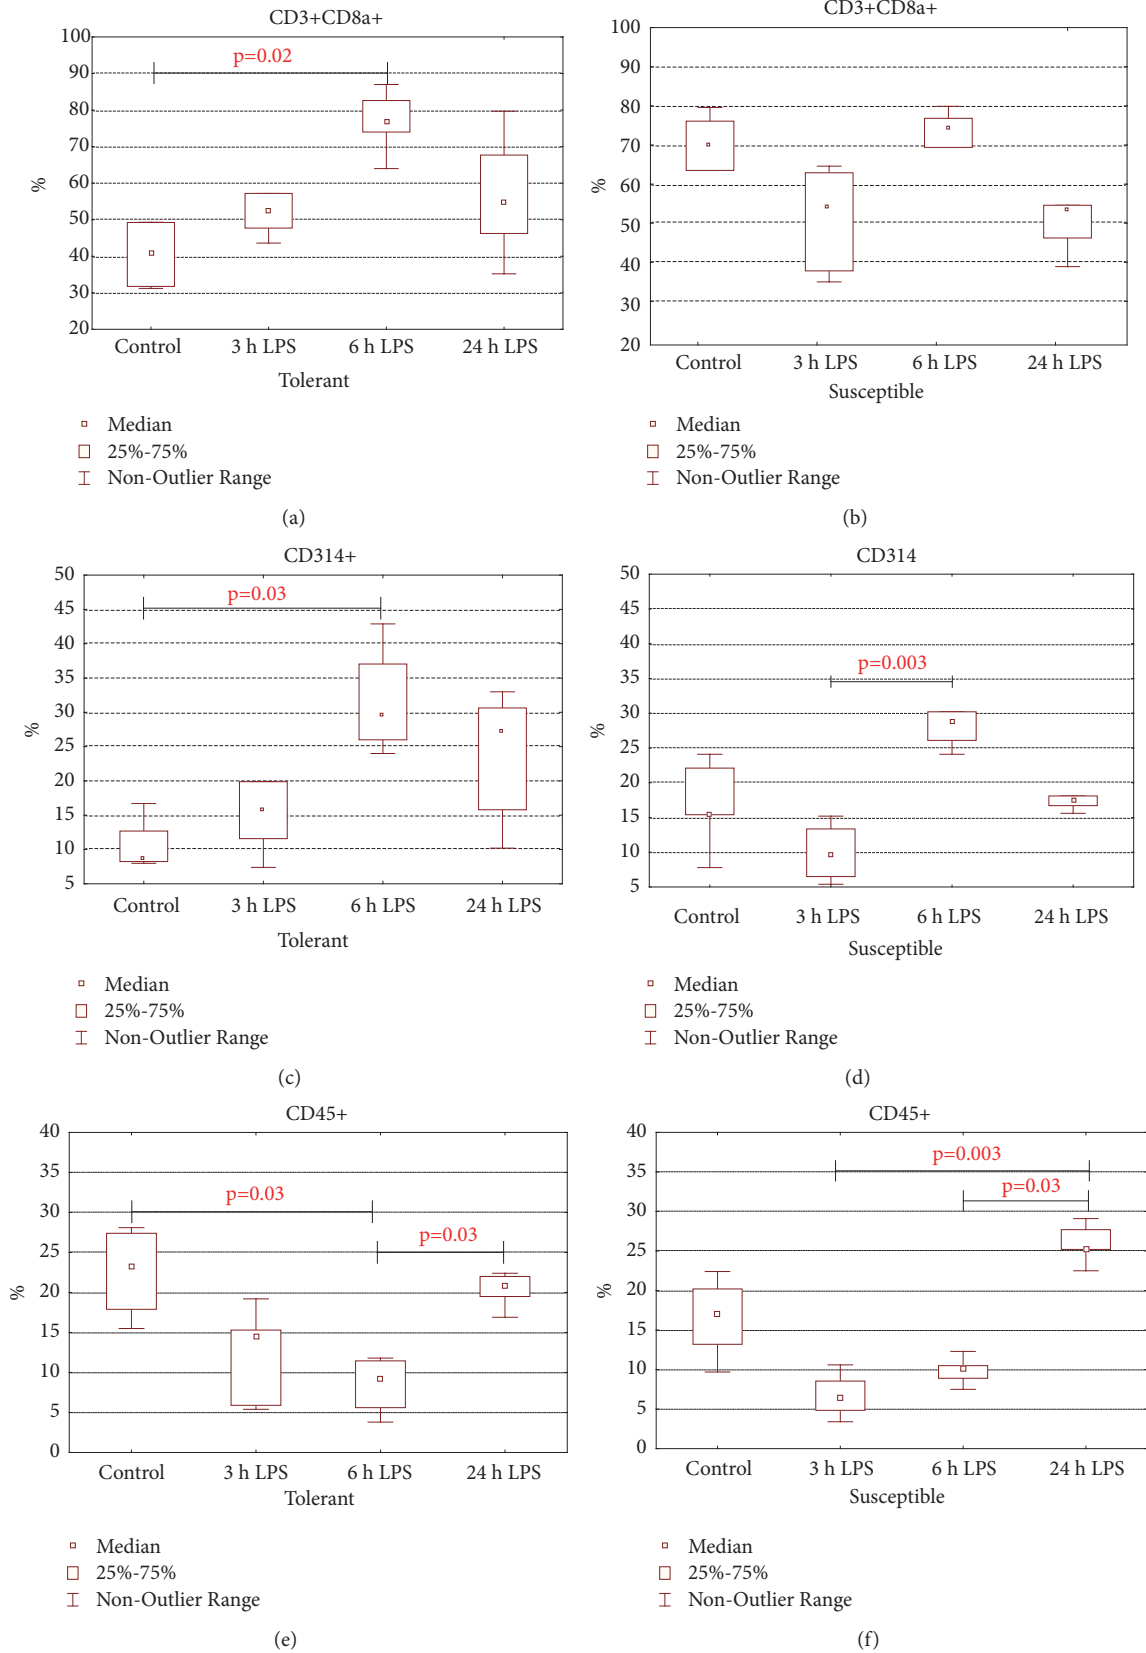 CD3+CD8a+
100
90
80
70
60
50
40
30
20
%
p=0.02
Control
3 h LPS
6 h LPS
24 h LPS
Tolerant
Median
25%-75%
Non-Outlier Range
(a)
CD3+CD8a+
100
90
80
70
60
50
40
30
20
%
Control
3 h LPS
6 h LPS
24 h LPS
Susceptible
Median
25%-75%
Non-Outlier Range
(b)
CD314+
50
45
40
35
30
25
20
15
10
5
%
p=0.03
Control
3 h LPS
6 h LPS
24 h LPS
Tolerant
Median
25%-75%
Non-Outlier Range
(c)
CD314
50
45
40
35
30
25
20
15
10
5
%
p=0.003
Control
3 h LPS
6 h LPS
24 h LPS
Susceptible
Median
25%-75%
Non-Outlier Range
(d)
CD45+
40
35
30
25
20
15
10
5
0
%
p=0.03
p=0.03
Control
3 h LPS
6 h LPS
24 h LPS
Tolerant
Median
25%-75%
Non-Outlier Range
(e)
CD45+
40
35
30
25
20
15
10
5
0
%
p=0.003
p=0.03
Control
3 h LPS
6 h LPS
24 h LPS
Susceptible
Median
25%-75%
Non-Outlier Range
(f)